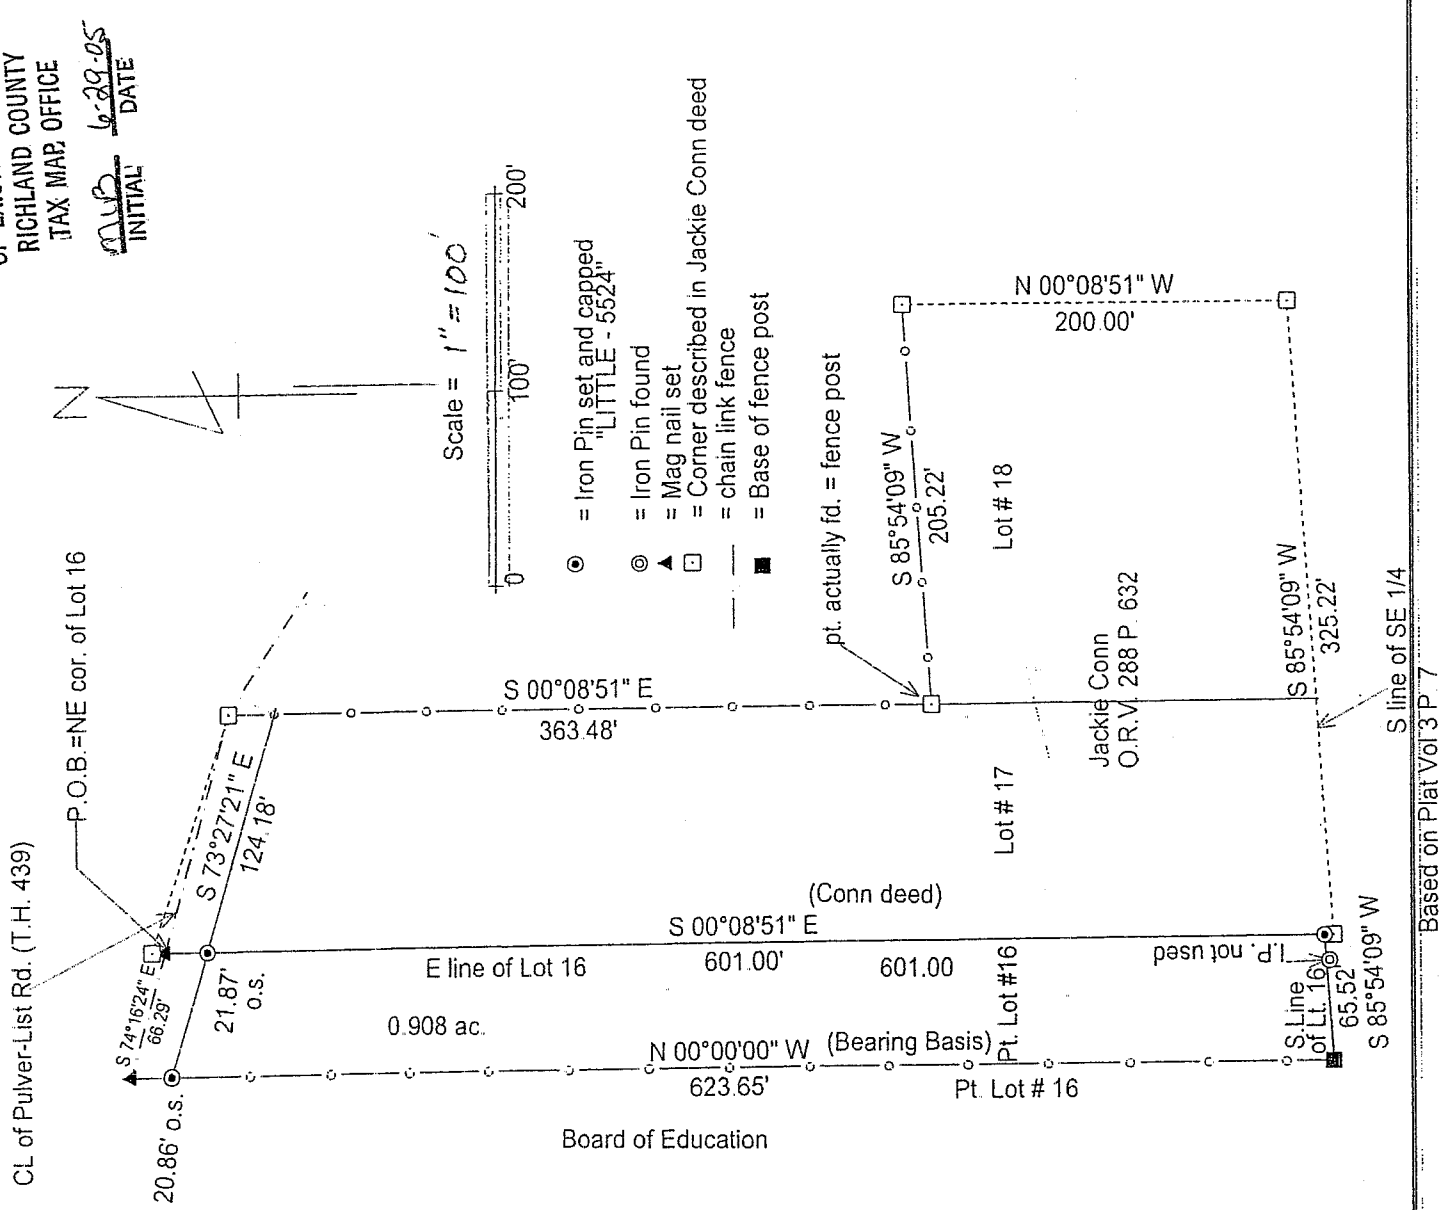 RICHLAND COUNTY
TAX MAP, OFFICE
MUB 6-29-05
INITIAL DATE
N
Scale = 1" = 100'
0 100' 200'
= Iron Pin set and capped
"LITTLE - 5524"
= Iron Pin found
= Mag nail set
= Corner described in Jackie Conn deed
= chain link fence
= Base of fence post
CL of Pulver-List Rd. (T.H. 439)
P.O.B.=NE cor. of Lot 16
S 74°16'24" E
66.29'
S 73°27'21" E
124.18'
20.86' o.s.
21.87'
o.s.
S 00°08'51" E
363.48'
pt. actually fd. = fence post
S 85°54'09" W
205.22'
N 00°08'51" W
200.00'
Lot # 18
Jackie Conn
O.R.V. 288 P. 632
Lot # 17
S 85°54'09" W
325.22'
S line of SE 1/4
(Conn deed)
S 00°08'51" E
E line of Lot 16
601.00'
601.00
Pt. Lot #16
I.P. not used
S.Line
of Lt. 16
65.52
S 85°54'09" W
0.908 ac.
N 00°00'00" W (Bearing Basis)
623.65'
Pt. Lot # 16
Board of Education
Based on Plat Vol 3 P. 7